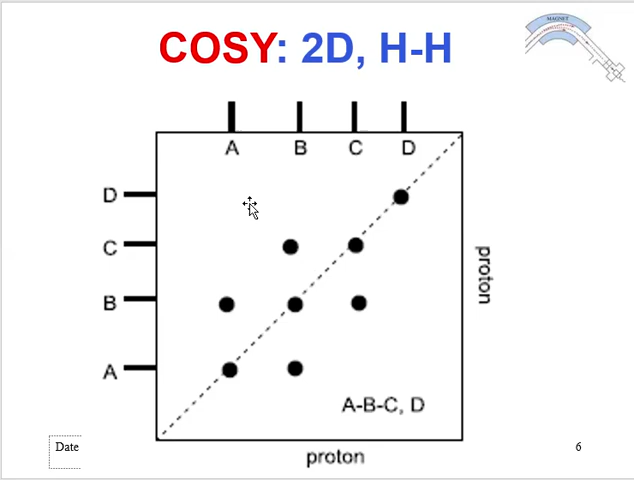 COSY: 2D, H-H
MAGNET
A B C D
D
C
B
A
proton
A-B-C, D
Date
6
proton